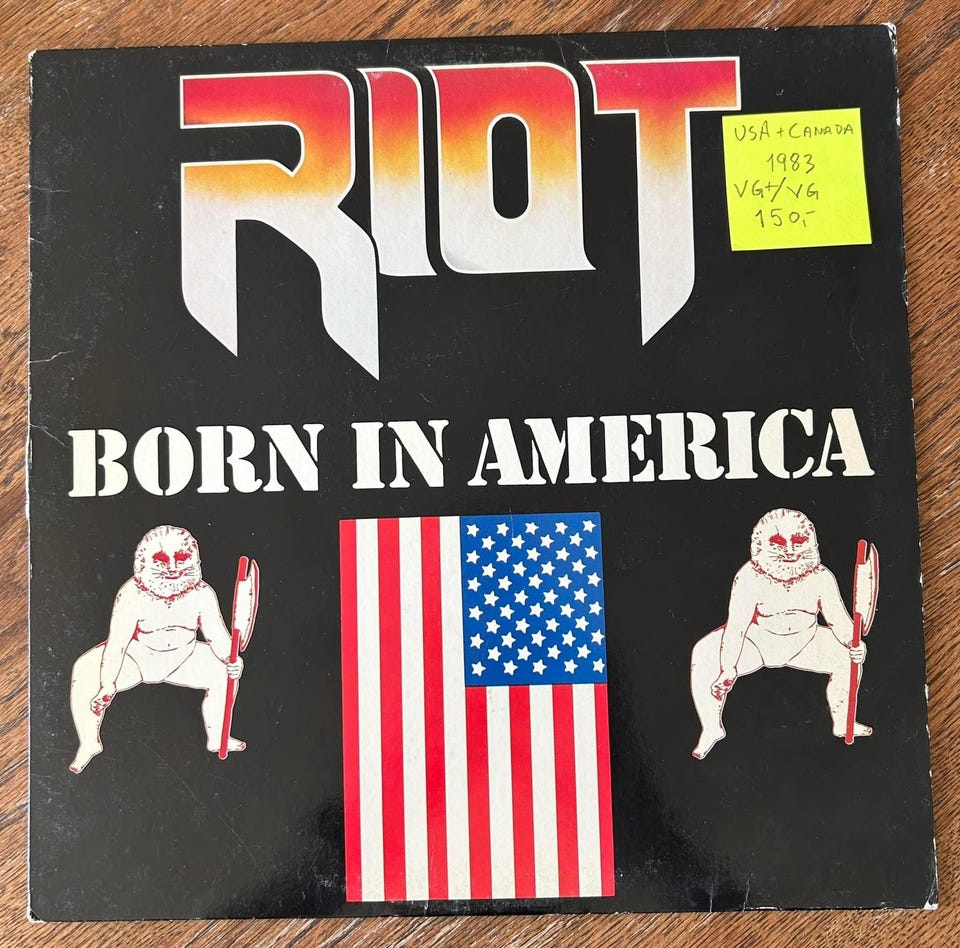 RIOT
USA + CANADA
1983
VG+/VG
150,-
BORN IN AMERICA